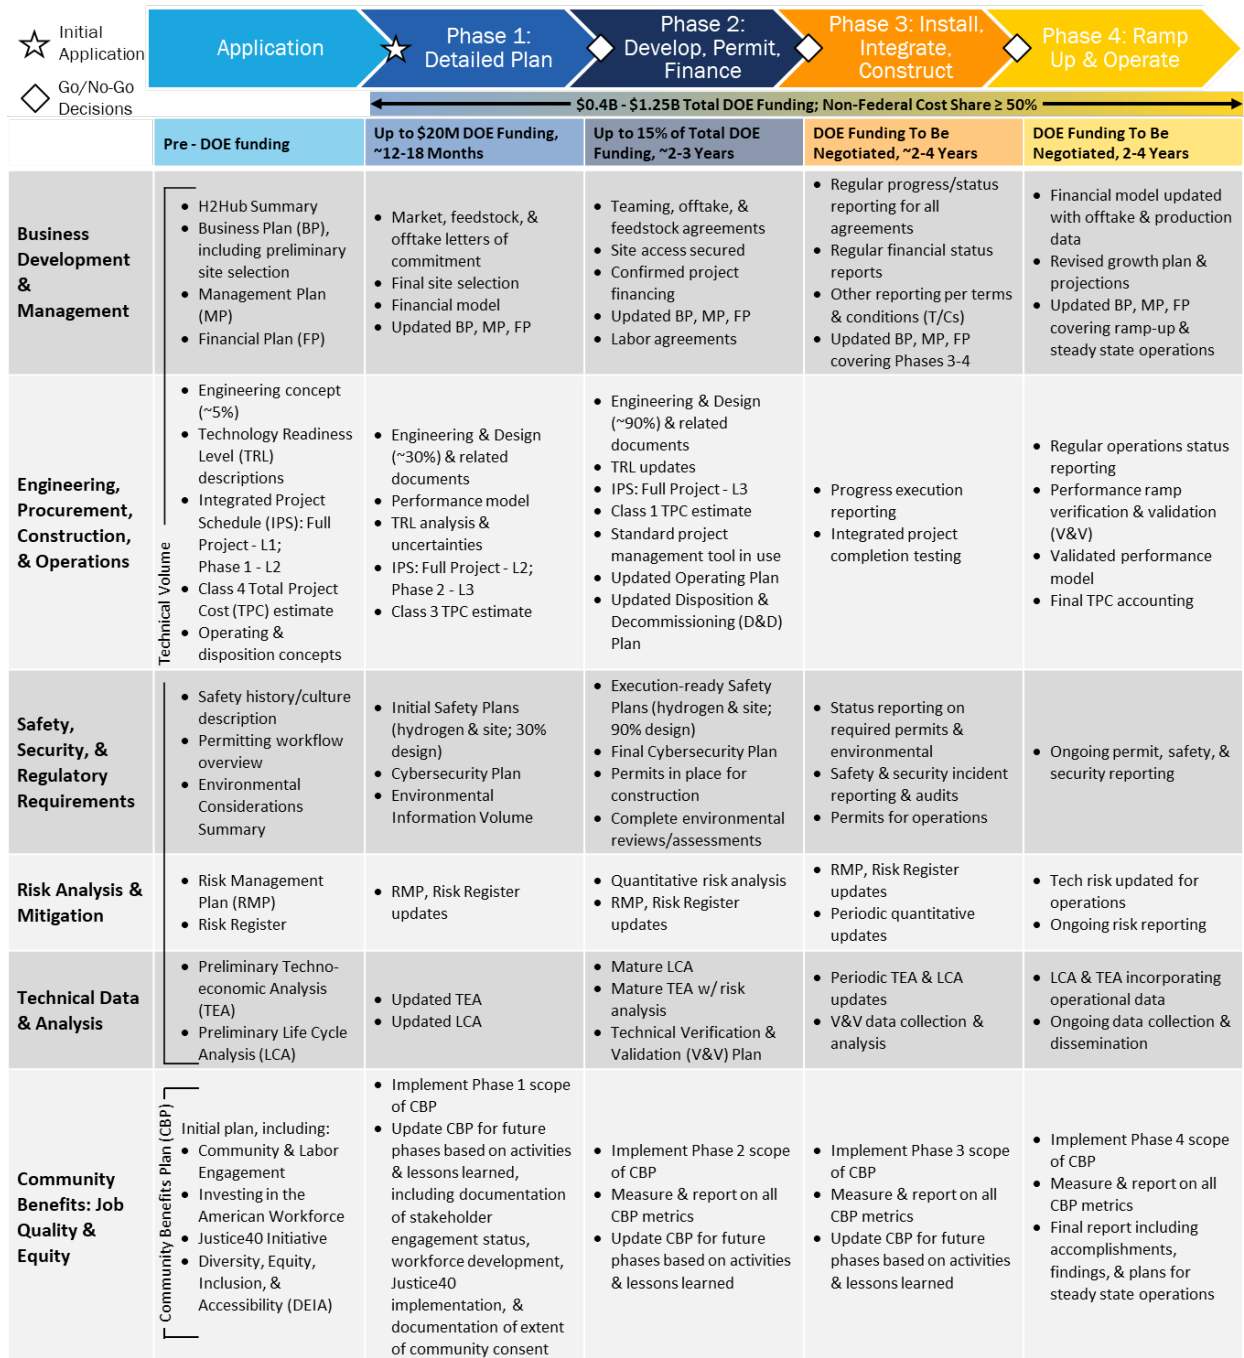 Initial
Application
Go/No-Go
Decisions
Application
Phase 1:
Detailed Plan
Phase 2:
Develop, Permit,
Finance
Phase 3: Install,
Integrate,
Construct
Phase 4: Ramp
Up & Operate
$0.4B - $1.25B Total DOE Funding; Non-Federal Cost Share ≥ 50%
Pre - DOE funding
Up to $20M DOE Funding,
~12-18 Months
Up to 15% of Total DOE
Funding, ~2-3 Years
DOE Funding To Be
Negotiated, ~2-4 Years
DOE Funding To Be
Negotiated, 2-4 Years
Business
Development
&
Management
Technical Volume
• H2Hub Summary
• Business Plan (BP),
including preliminary
site selection
• Management Plan
(MP)
• Financial Plan (FP)
• Market, feedstock, &
offtake letters of
commitment
• Final site selection
• Financial model
• Updated BP, MP, FP
• Teaming, offtake, &
feedstock agreements
• Site access secured
• Confirmed project
financing
• Updated BP, MP, FP
• Labor agreements
• Regular progress/status
reporting for all
agreements
• Regular financial status
reports
• Other reporting per terms
& conditions (T/Cs)
• Updated BP, MP, FP
covering Phases 3-4
• Financial model updated
with offtake & production
data
• Revised growth plan &
projections
• Updated BP, MP, FP
covering ramp-up &
steady state operations
Engineering,
Procurement,
Construction,
& Operations
• Engineering concept
(~5%)
• Technology Readiness
Level (TRL)
descriptions
• Integrated Project
Schedule (IPS): Full
Project - L1;
Phase 1 - L2
• Class 4 Total Project
Cost (TPC) estimate
• Operating &
disposition concepts
• Engineering & Design
(~30%) & related
documents
• Performance model
• TRL analysis &
uncertainties
• IPS: Full Project - L2;
Phase 2 - L3
• Class 3 TPC estimate
• Engineering & Design
(~90%) & related
documents
• TRL updates
• IPS: Full Project - L3
• Class 1 TPC estimate
• Standard project
management tool in use
• Updated Operating Plan
• Updated Disposition &
Decommissioning (D&D)
Plan
• Progress execution
reporting
• Integrated project
completion testing
• Regular operations status
reporting
• Performance ramp
verification & validation
(V&V)
• Validated performance
model
• Final TPC accounting
Safety,
Security, &
Regulatory
Requirements
• Safety history/culture
description
• Permitting workflow
overview
• Environmental
Considerations
Summary
• Initial Safety Plans
(hydrogen & site; 30%
design)
• Cybersecurity Plan
• Environmental
Information Volume
• Execution-ready Safety
Plans (hydrogen & site;
90% design)
• Final Cybersecurity Plan
• Permits in place for
construction
• Complete environmental
reviews/assessments
• Status reporting on
required permits &
environmental
• Safety & security incident
reporting & audits
• Permits for operations
• Ongoing permit, safety, &
security reporting
Risk Analysis &
Mitigation
• Risk Management
Plan (RMP)
• Risk Register
• RMP, Risk Register
updates
• Quantitative risk analysis
• RMP, Risk Register
updates
• RMP, Risk Register
updates
• Periodic quantitative
updates
• Tech risk updated for
operations
• Ongoing risk reporting
Technical Data
& Analysis
• Preliminary Techno-
economic Analysis
(TEA)
• Preliminary Life Cycle
Analysis (LCA)
• Updated TEA
• Updated LCA
• Mature LCA
• Mature TEA w/ risk
analysis
• Technical Verification &
Validation (V&V) Plan
• Periodic TEA & LCA
updates
• V&V data collection &
analysis
• LCA & TEA incorporating
operational data
• Ongoing data collection &
dissemination
Community
Benefits: Job
Quality &
Equity
Community Benefits Plan (CBP)
Initial plan, including:
• Community & Labor
Engagement
• Investing in the
American Workforce
• Justice40 Initiative
• Diversity, Equity,
Inclusion, &
Accessibility (DEIA)
• Implement Phase 1 scope
of CBP
• Update CBP for future
phases based on activities
& lessons learned,
including documentation
of stakeholder
engagement status,
workforce development,
Justice40
implementation, &
documentation of extent
of community consent
• Implement Phase 2 scope
of CBP
• Measure & report on all
CBP metrics
• Update CBP for future
phases based on activities
& lessons learned
• Implement Phase 3 scope
of CBP
• Measure & report on all
CBP metrics
• Update CBP for future
phases based on activities
& lessons learned
• Implement Phase 4 scope
of CBP
• Measure & report on all
CBP metrics
• Final report including
accomplishments,
findings, & plans for
steady state operations